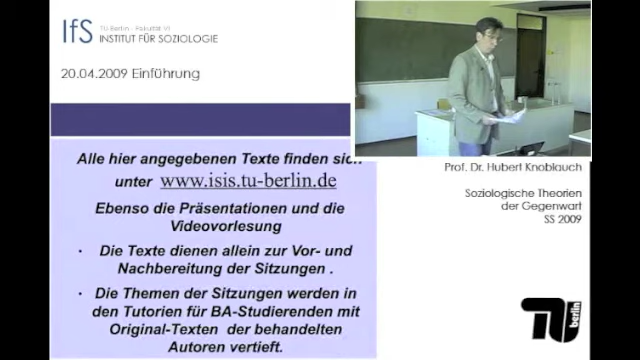 IfS
TU Berlin · Fakultät VI
INSTITUT FÜR SOZIOLOGIE
20.04.2009 Einführung
Alle hier angegebenen Texte finden sich
unter www.isis.tu-berlin.de
Ebenso die Präsentationen und die
Videovorlesung
· Die Texte dienen allein zur Vor- und
Nachbereitung der Sitzungen .
· Die Themen der Sitzungen werden in
den Tutorien für BA-Studierenden mit
Original-Texten der behandelten
Autoren vertieft.
Prof. Dr. Hubert Knoblauch
Soziologische Theorien
der Gegenwart
SS 2009
TU berlin